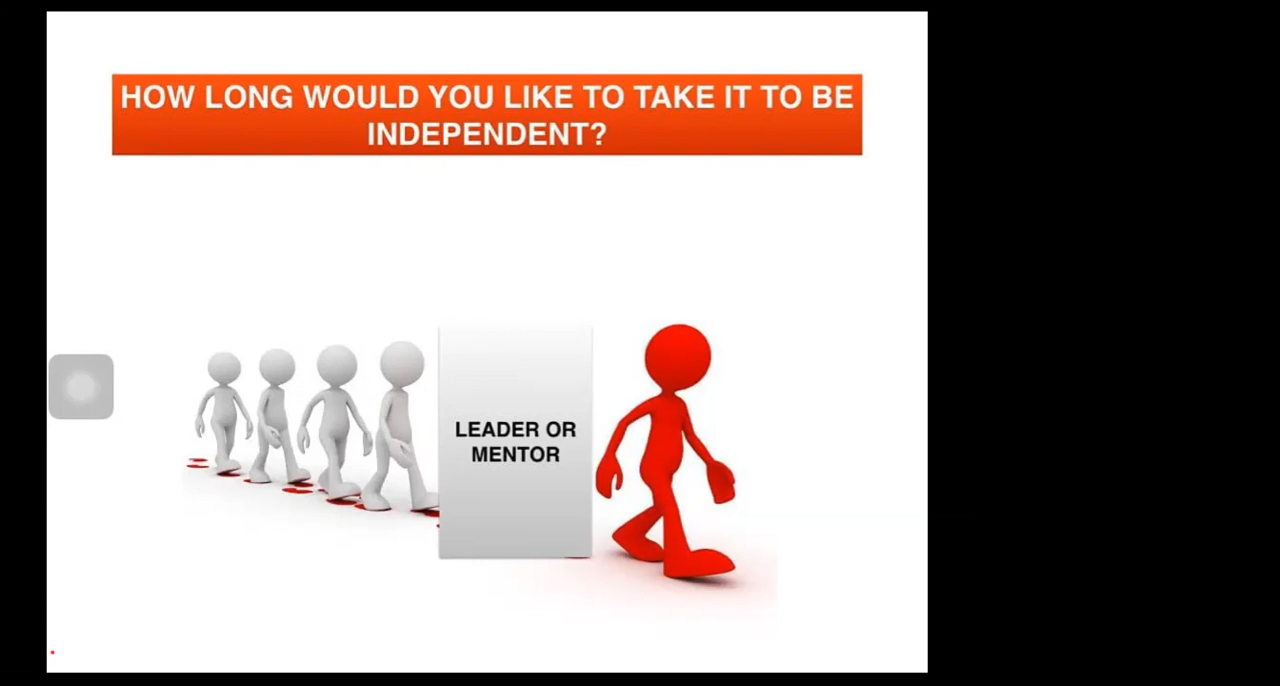 HOW LONG WOULD YOU LIKE TO TAKE IT TO BE
INDEPENDENT?
LEADER OR
MENTOR